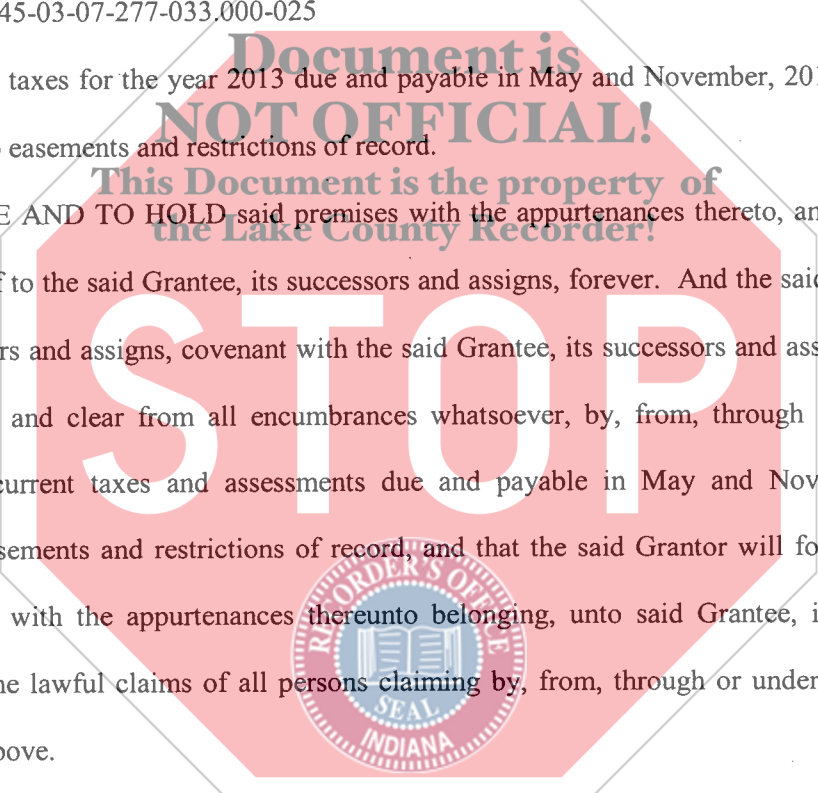 45-03-07-277-033.000-025
Document is
taxes for the year 2013 due and payable in May and November, 201
NOT OFFICIAL!
easements and restrictions of record.
This Document is the property of
E AND TO HOLD said premises with the appurtenances thereto, an
the Lake County Recorder!
f to the said Grantee, its successors and assigns, forever. And the said
rs and assigns, covenant with the said Grantee, its successors and ass
STOP
and clear from all encumbrances whatsoever, by, from, through
current taxes and assessments due and payable in May and Nov
sements and restrictions of record, and that the said Grantor will fo
RECORDER'S OFFICE
with the appurtenances thereunto belonging, unto said Grantee, i
he lawful claims of all persons claiming by, from, through or under
SEAL
INDIANA
bove.